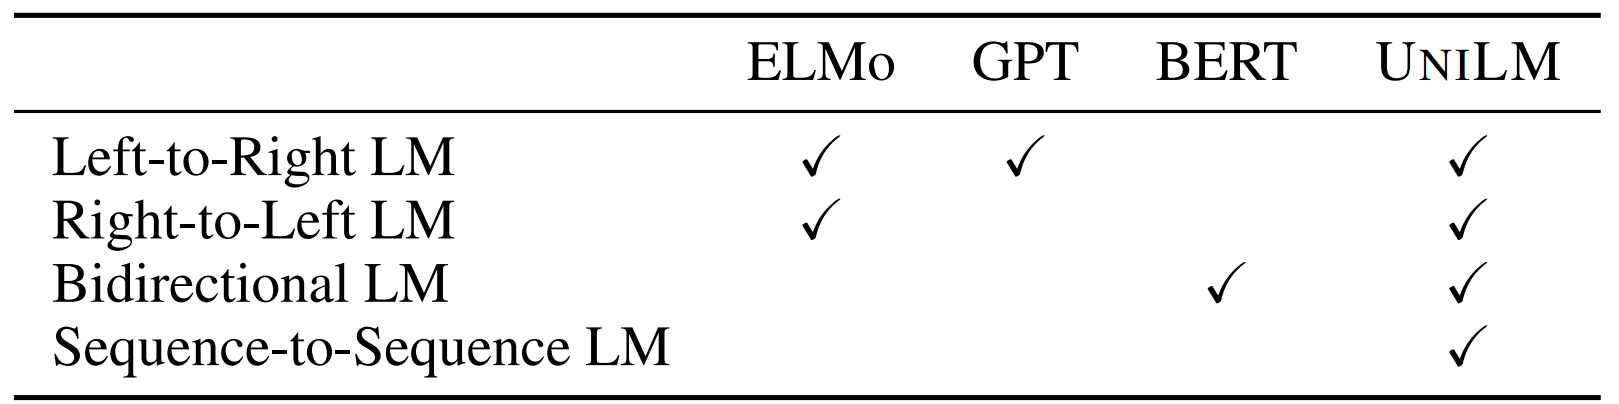 ELMo GPT BERT UNILM
Left-to-Right LM ✓ ✓ ✓
Right-to-Left LM ✓ ✓
Bidirectional LM ✓ ✓
Sequence-to-Sequence LM ✓